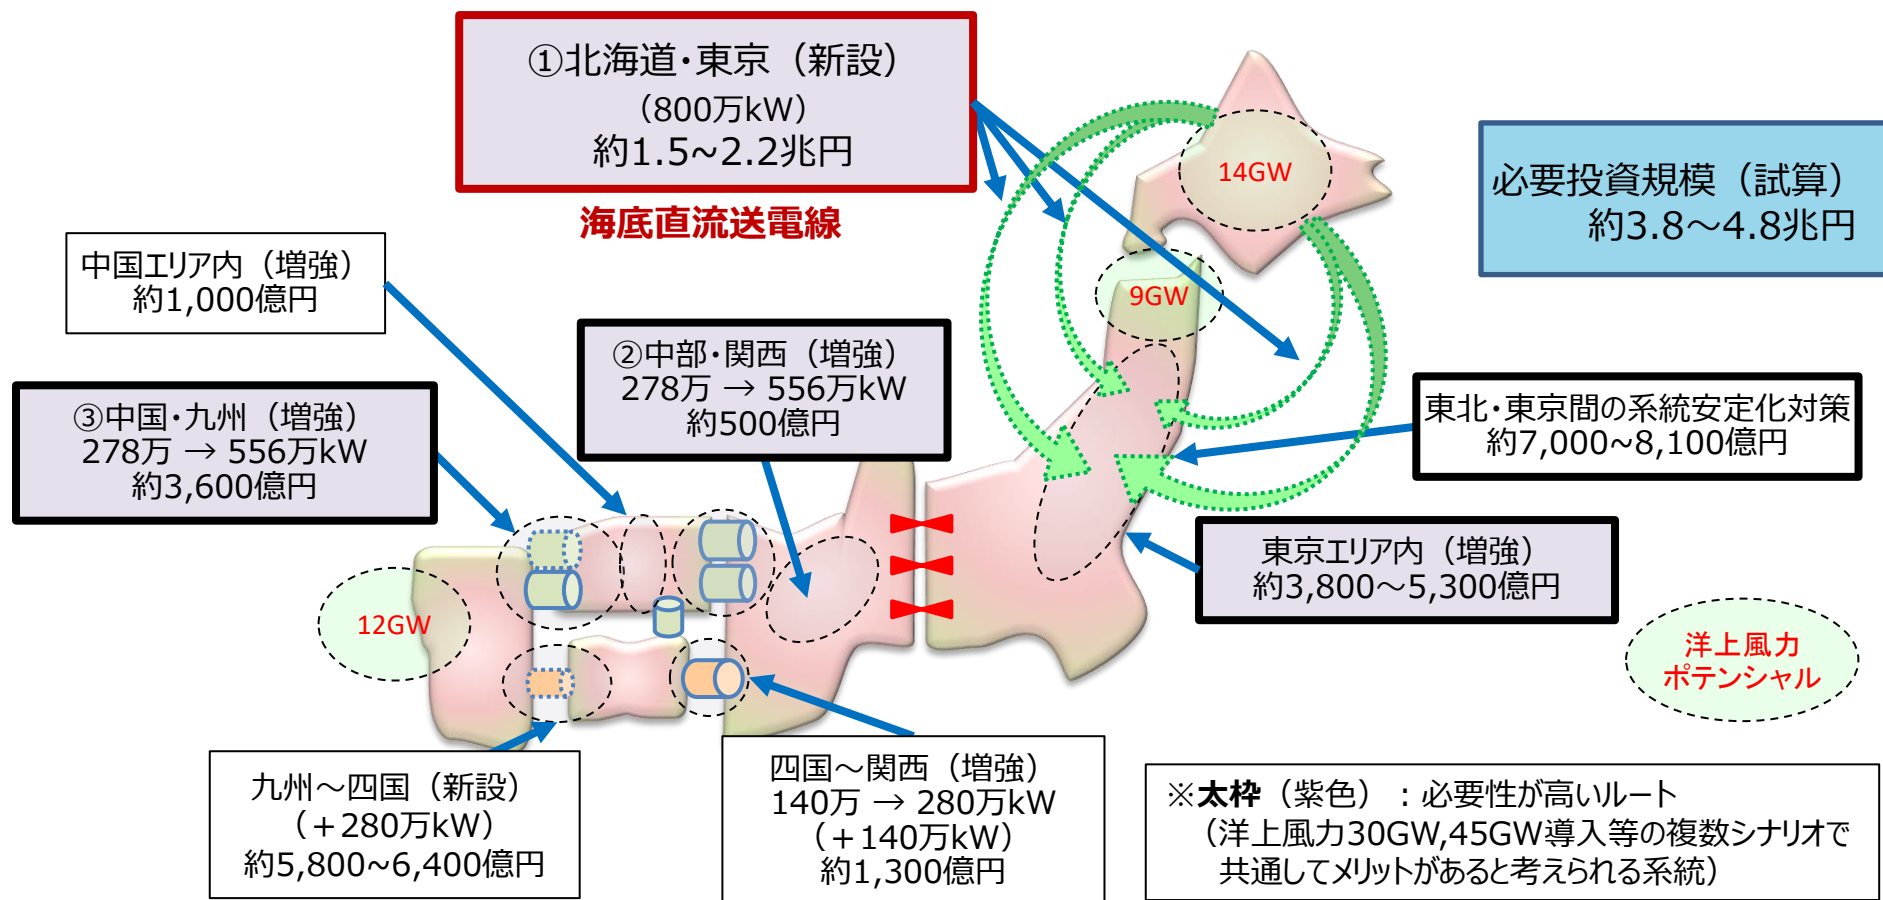 ①北海道・東京（新設）
（800万kW）
約1.5~2.2兆円
海底直流送電線
14GW
必要投資規模（試算）
約3.8～4.8兆円
中国エリア内（増強）
約1,000億円
9GW
②中部・関西（増強）
278万 → 556万kW
約500億円
③中国・九州（増強）
278万 → 556万kW
約3,600億円
東北・東京間の系統安定化対策
約7,000~8,100億円
東京エリア内（増強）
約3,800～5,300億円
12GW
洋上風力
ポテンシャル
九州～四国（新設）
（＋280万kW）
約5,800~6,400億円
四国～関西（増強）
140万 → 280万kW
（＋140万kW）
約1,300億円
※太枠（紫色）：必要性が高いルート
（洋上風力30GW,45GW導入等の複数シナリオで
共通してメリットがあると考えられる系統）